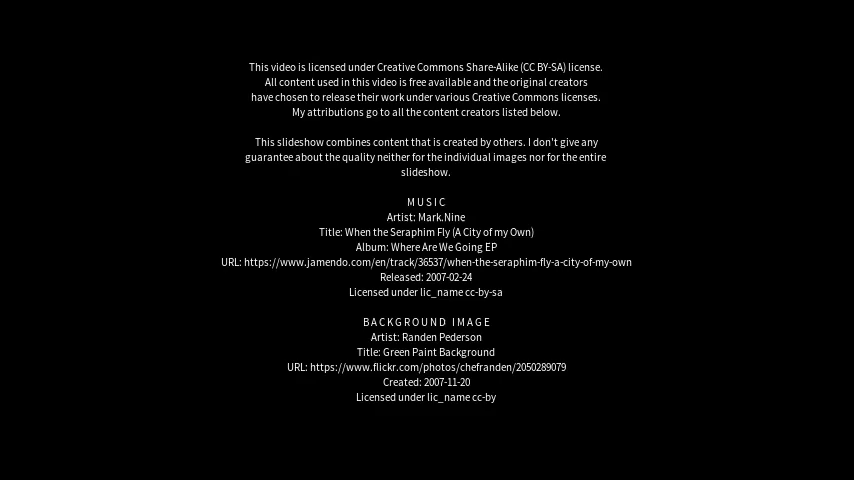 This video is licensed under Creative Commons Share-Alike (CC BY-SA) license.
All content used in this video is free available and the original creators
have chosen to release their work under various Creative Commons licenses.
My attributions go to all the content creators listed below.
This slideshow combines content that is created by others. I don't give any
guarantee about the quality neither for the individual images nor for the entire
slideshow.
MUSIC
Artist: Mark.Nine
Title: When the Seraphim Fly (A City of my Own)
Album: Where Are We Going EP
URL: https://www.jamendo.com/en/track/36537/when-the-seraphim-fly-a-city-of-my-own
Released: 2007-02-24
Licensed under lic_name cc-by-sa
BACKGROUND IMAGE
Artist: Randen Pederson
Title: Green Paint Background
URL: https://www.flickr.com/photos/chefranden/2050289079
Created: 2007-11-20
Licensed under lic_name cc-by